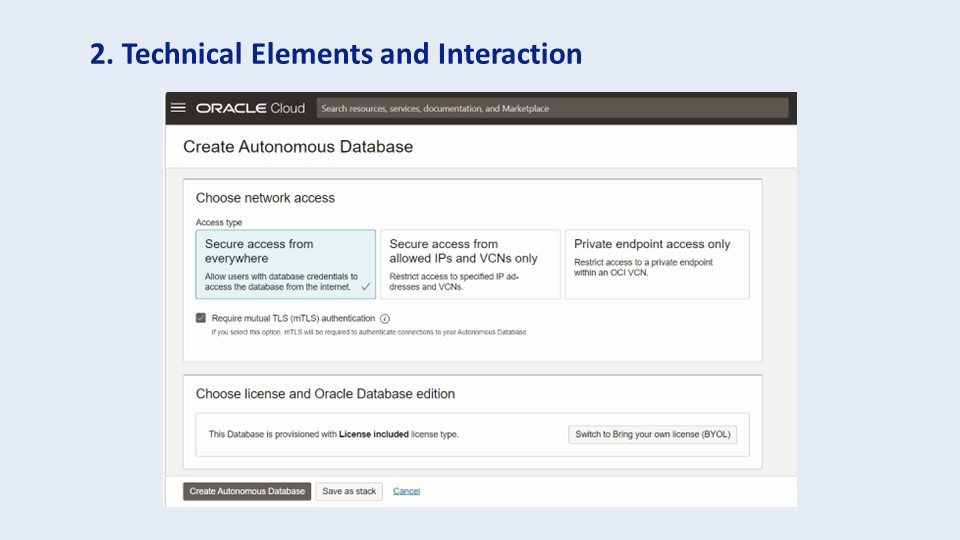 2. Technical Elements and Interaction
ORACLE Cloud
Search resources, services, documentation, and Marketplace
Create Autonomous Database
Choose network access
Access type
Secure access from
everywhere
Allow users with database credentials to
access the database from the internet.
Secure access from
allowed IPs and VCNs only
Restrict access to specified IP ad-
dresses and VCNs.
Private endpoint access only
Restrict access to a private endpoint
within an OCI VCN.
Require mutual TLS (mTLS) authentication
If you select this option, mTLS will be required to authenticate connections to your Autonomous Database.
Choose license and Oracle Database edition
This Database is provisioned with License included license type.
Switch to Bring your own license (BYOL)
Create Autonomous Database
Save as stack
Cancel